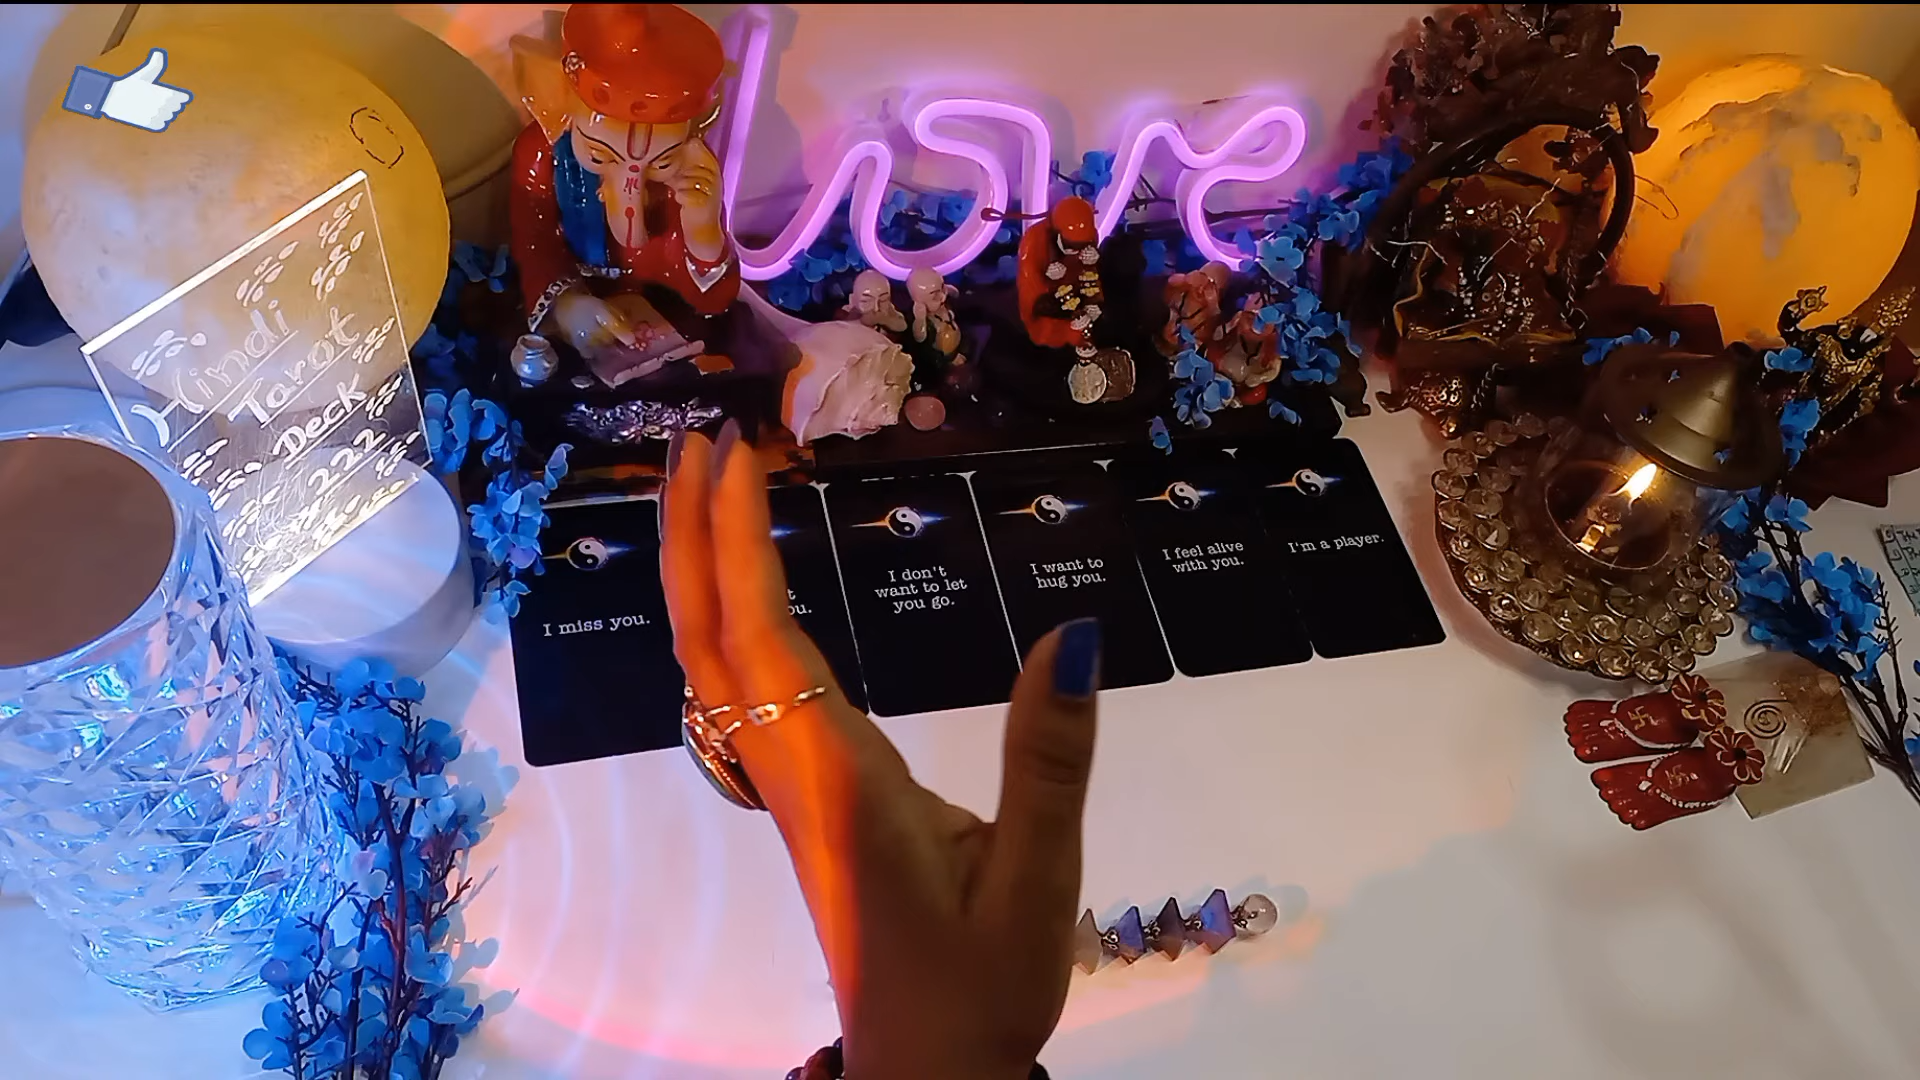 love
Hindi
Tarot
Deck
222
I miss you.
I don't
want to let
you go.
I want to
hug you.
I feel alive
with you.
I'm a player.